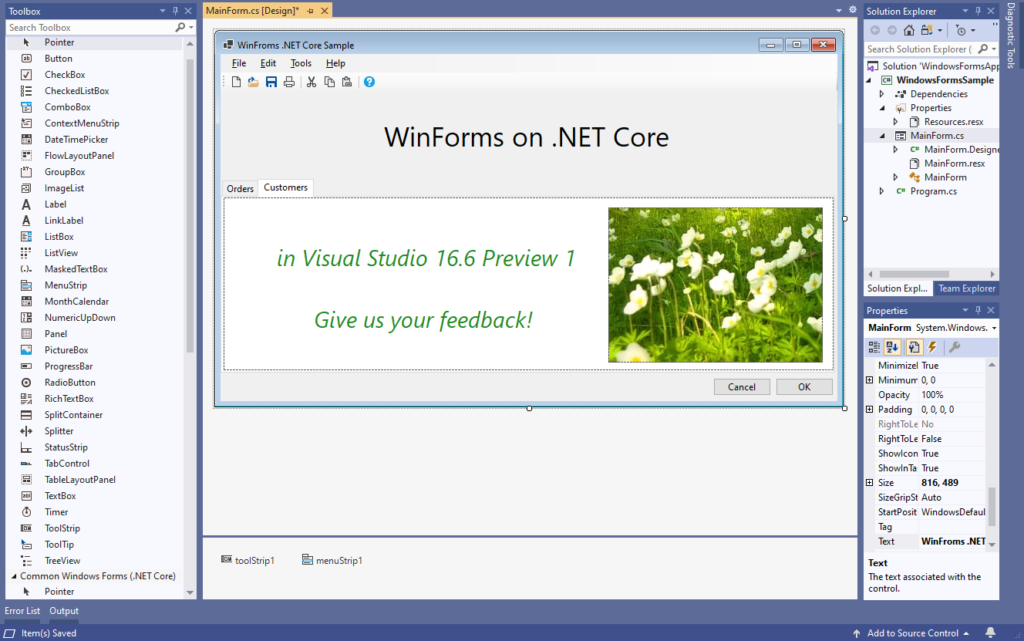 Toolbox
Search Toolbox
Pointer
Button
CheckBox
CheckedListBox
ComboBox
ContextMenuStrip
DateTimePicker
FlowLayoutPanel
GroupBox
ImageList
Label
LinkLabel
ListBox
ListView
MaskedTextBox
MenuStrip
MonthCalendar
NumericUpDown
Panel
PictureBox
ProgressBar
RadioButton
RichTextBox
SplitContainer
Splitter
StatusStrip
TabControl
TableLayoutPanel
TextBox
Timer
ToolStrip
ToolTip
TreeView
Common Windows Forms (.NET Core)
Pointer
MainForm.cs [Design]*
WinFroms .NET Core Sample
File Edit Tools Help
WinForms on .NET Core
Orders Customers
in Visual Studio 16.6 Preview 1
Give us your feedback!
Cancel OK
toolStrip1 menuStrip1
Solution Explorer
Search Solution Explorer (
Solution 'WindowsFormsApp
WindowsFormsSample
Dependencies
Properties
Resources.resx
MainForm.cs
MainForm.Designe
MainForm.resx
MainForm
Program.cs
Solution Expl... Team Explorer
Properties
MainForm System.Windows.
Minimizel True
Minimum 0, 0
Opacity 100%
Padding 0, 0, 0, 0
RightToLe No
RightToLe False
ShowIcon True
ShowInTa True
Size 816, 489
SizeGripSt Auto
StartPosit WindowsDefaul
Tag
Text WinFroms .NET
Text
The text associated with the
control.
Diagnostic Tools
Error List Output
Item(s) Saved
Add to Source Control